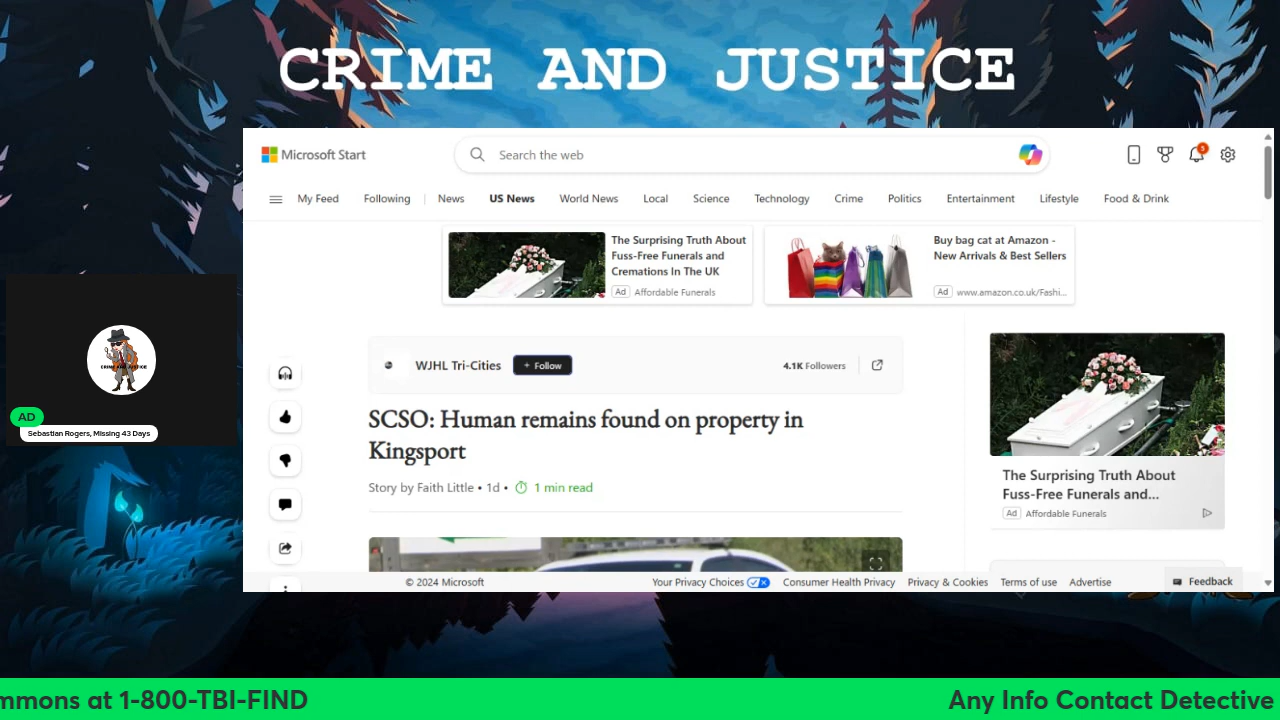 CRIME AND JUSTICE
Microsoft Start
Search the web
3
My Feed Following News US News World News Local Science Technology Crime Politics Entertainment Lifestyle Food & Drink
The Surprising Truth About
Fuss-Free Funerals and
Cremations In The UK
Ad Affordable Funerals
Buy bag cat at Amazon -
New Arrivals & Best Sellers
Ad www.amazon.co.uk/Fashi...
WJHL Tri-Cities + Follow 4.1K Followers
SCSO: Human remains found on property in
Kingsport
Story by Faith Little • 1d • 1 min read
The Surprising Truth About
Fuss-Free Funerals and...
Ad Affordable Funerals
CRIME AND JUSTICE
AD
Sebastian Rogers, Missing 43 Days
© 2024 Microsoft Your Privacy Choices Consumer Health Privacy Privacy & Cookies Terms of use Advertise Feedback
mmons at 1-800-TBI-FIND Any Info Contact Detective